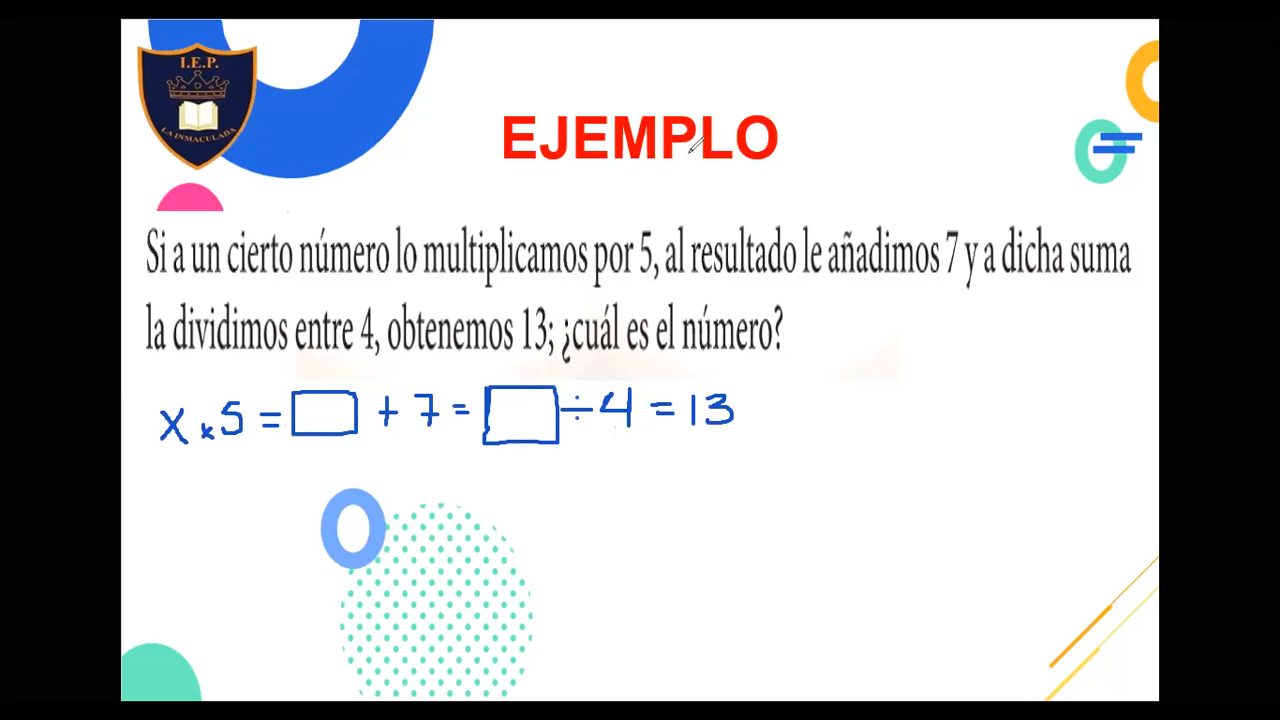 I.E.P.
LA INMACULADA
EJEMPLO
Si a un cierto número lo multiplicamos por 5, al resultado le añadimos 7 y a dicha suma
la dividimos entre 4, obtenemos 13; ¿cuál es el número?
x × 5 = □ + 7 = □ ÷ 4 = 13